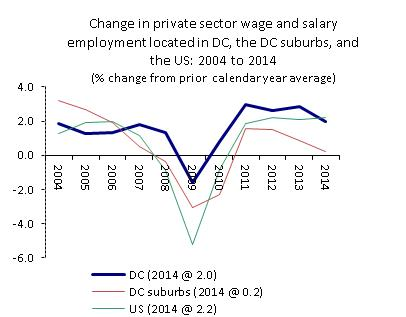 Change in private sector wage and salary
employment located in DC, the DC suburbs, and
the US: 2004 to 2014
(% change from prior calendar year average)
4.0
2.0
0.0
-2.0
-4.0
-6.0
2004
2005
2006
2007
2008
2009
2010
2011
2012
2013
2014
DC (2014 @ 2.0)
DC suburbs (2014 @ 0.2)
US (2014 @ 2.2)